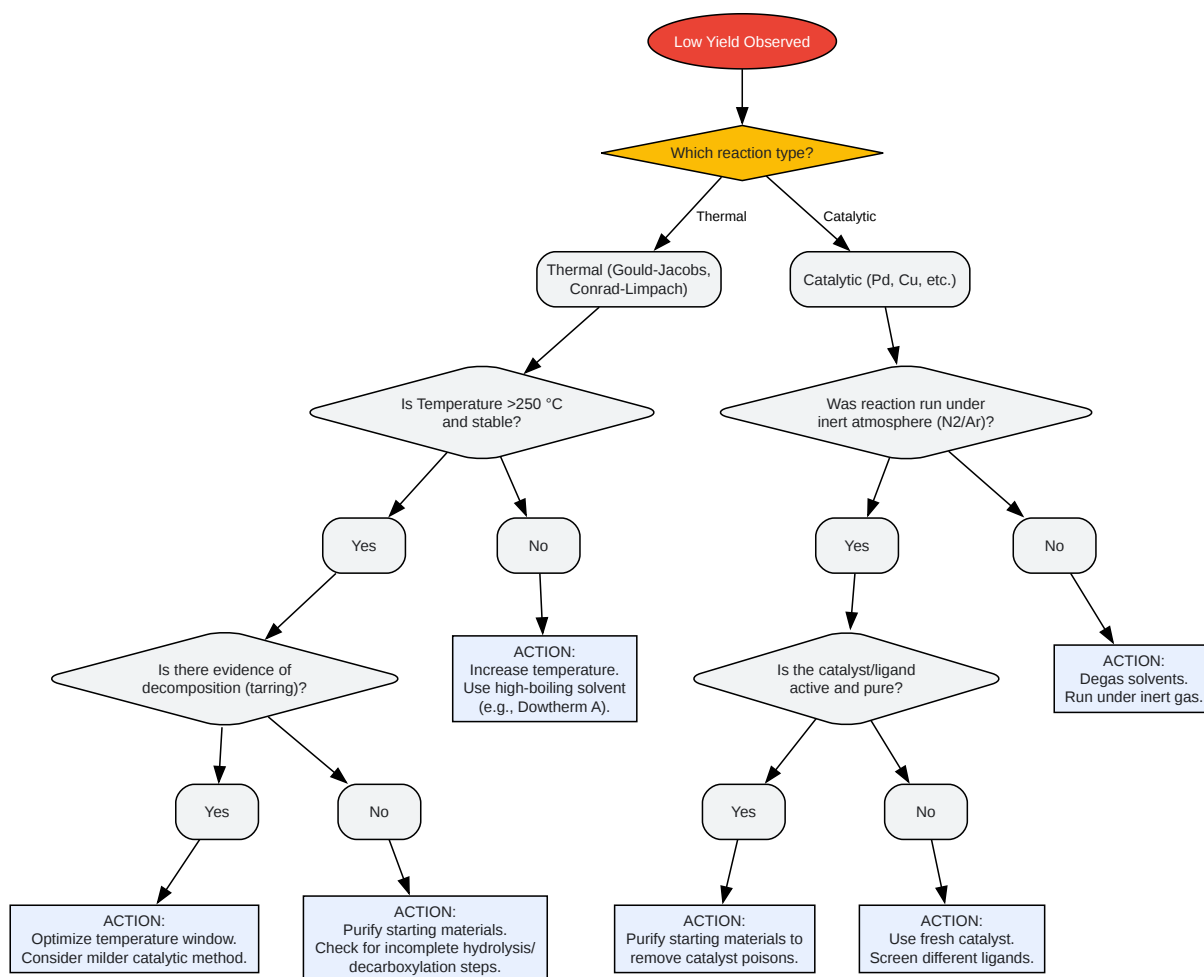 Low Yield Observed
Which reaction type?
Thermal
Catalytic
Thermal (Gould-Jacobs,
Conrad-Limpach)
Catalytic (Pd, Cu, etc.)
Is Temperature >250 °C
and stable?
Was reaction run under
inert atmosphere (N2/Ar)?
Yes
No
Yes
No
Is there evidence of
decomposition (tarring)?
ACTION:
Increase temperature.
Use high-boiling solvent
(e.g., Dowtherm A).
Is the catalyst/ligand
active and pure?
ACTION:
Degas solvents.
Run under inert gas.
Yes
No
Yes
No
ACTION:
Optimize temperature window.
Consider milder catalytic method.
ACTION:
Purify starting materials.
Check for incomplete hydrolysis/
decarboxylation steps.
ACTION:
Purify starting materials to
remove catalyst poisons.
ACTION:
Use fresh catalyst.
Screen different ligands.